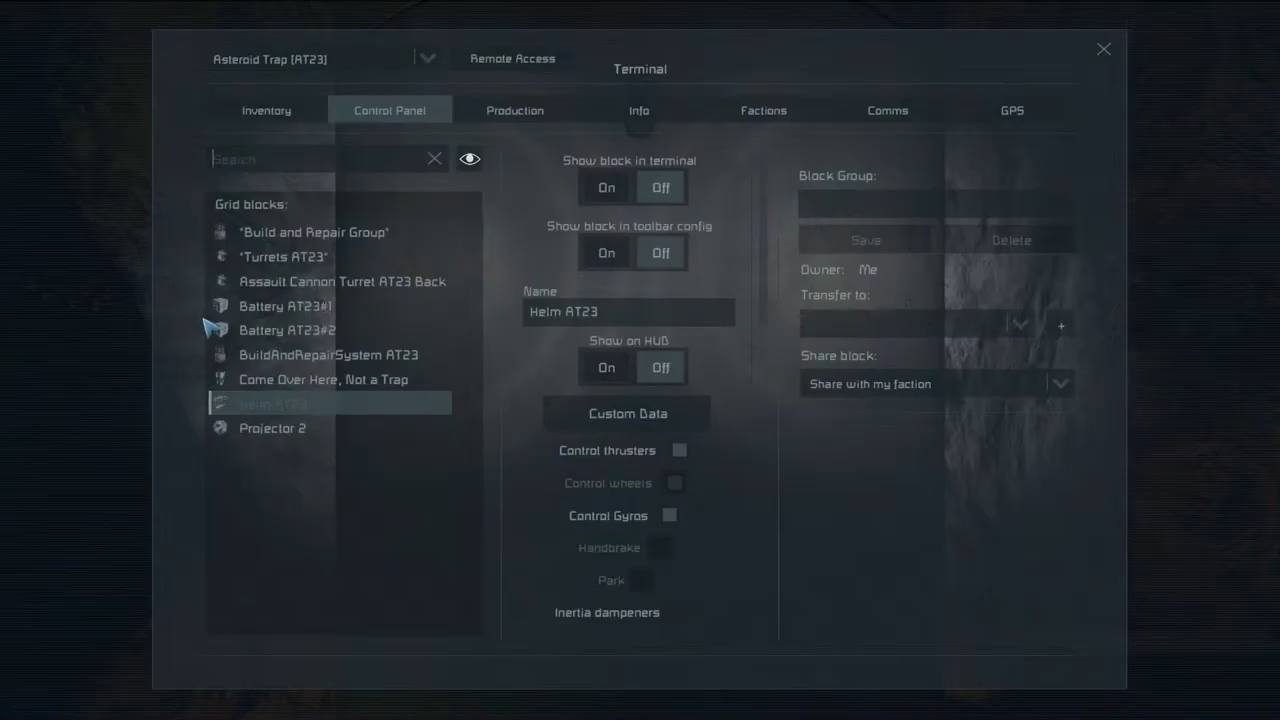 Asteroid Trap [AT23]
Remote Access
Terminal
Inventory
Control Panel
Production
Info
Factions
Comms
GPS
Search
Grid blocks:
*Build and Repair Group*
*Turrets AT23*
Assault Cannon Turret AT23 Back
Battery AT23#1
Battery AT23#2
BuildAndRepairSystem AT23
Come Over Here, Not a Trap
Helm AT23
Projector 2
Show block in terminal
On Off
Show block in toolbar config
On Off
Name
Helm AT23
Show on HUD
On Off
Custom Data
Control thrusters
Control wheels
Control Gyros
Handbrake
Park
Inertia dampeners
Block Group:
Save Delete
Owner: Me
Transfer to:
+
Share block:
Share with my faction